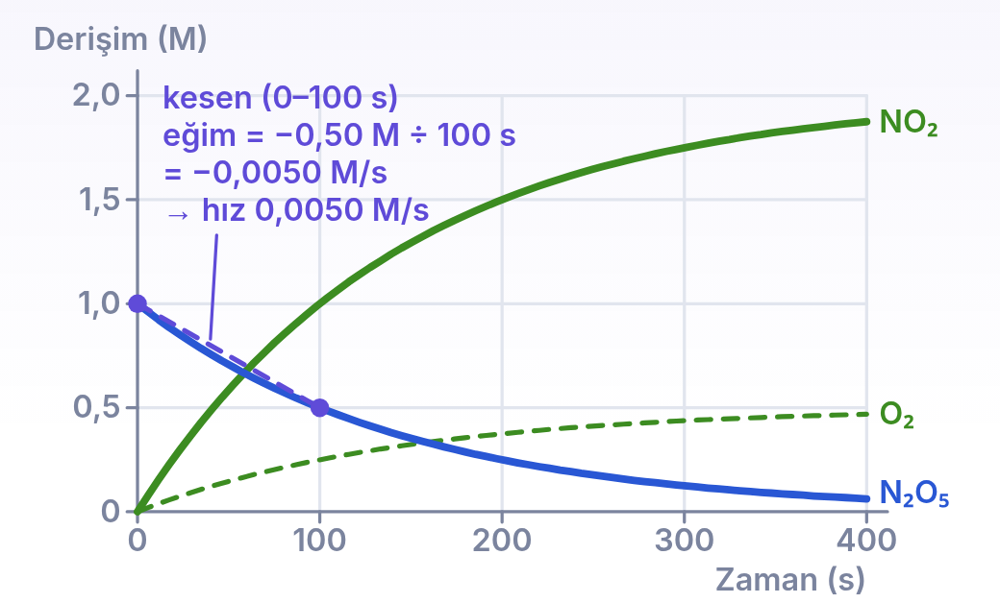 Derişim (M)
2,0
kesen (0–100 s)
eğim = −0,50 M ÷ 100 s
= −0,0050 M/s
→ hız 0,0050 M/s
NO₂
1,5
1,0
0,5
O₂
N₂O₅
0
0 100 200 300 400
Zaman (s)